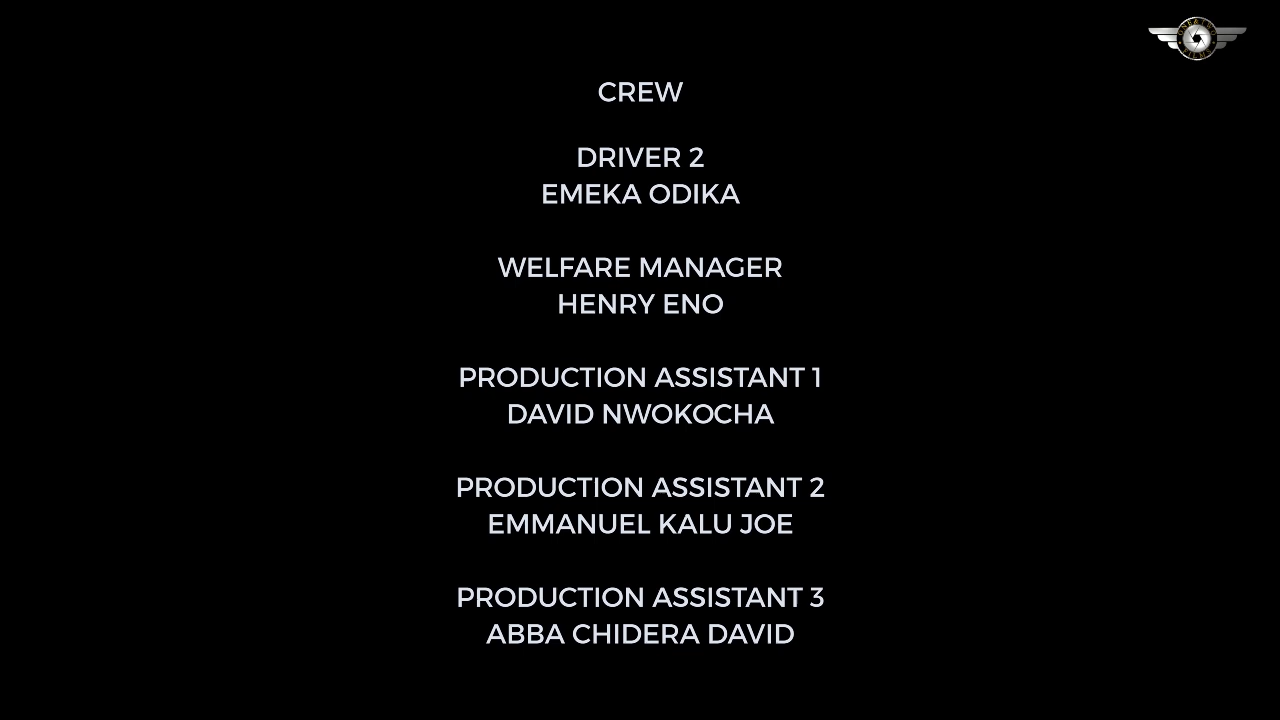 CREW
DRIVER 2
EMEKA ODIKA
WELFARE MANAGER
HENRY ENO
PRODUCTION ASSISTANT 1
DAVID NWOKOCHA
PRODUCTION ASSISTANT 2
EMMANUEL KALU JOE
PRODUCTION ASSISTANT 3
ABBA CHIDERA DAVID